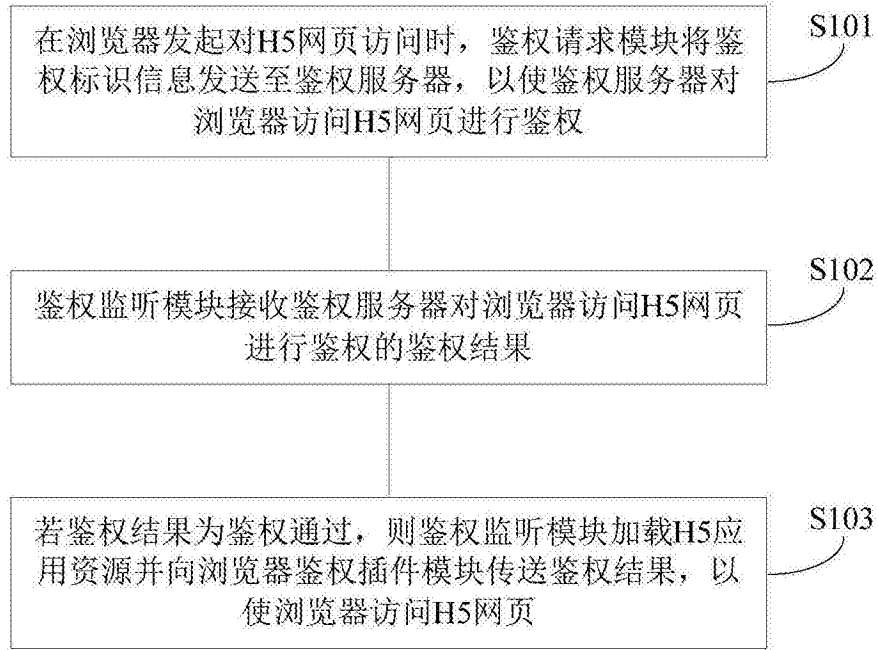 在浏览器发起对H5网页访问时，鉴权请求模块将鉴
权标识信息发送至鉴权服务器，以使鉴权服务器对
浏览器访问H5网页进行鉴权
S101
鉴权监听模块接收鉴权服务器对浏览器访问H5网页
进行鉴权的鉴权结果
S102
若鉴权结果为鉴权通过，则鉴权监听模块加载H5应
用资源并向浏览器鉴权插件模块传送鉴权结果，以
使浏览器访问H5网页
S103